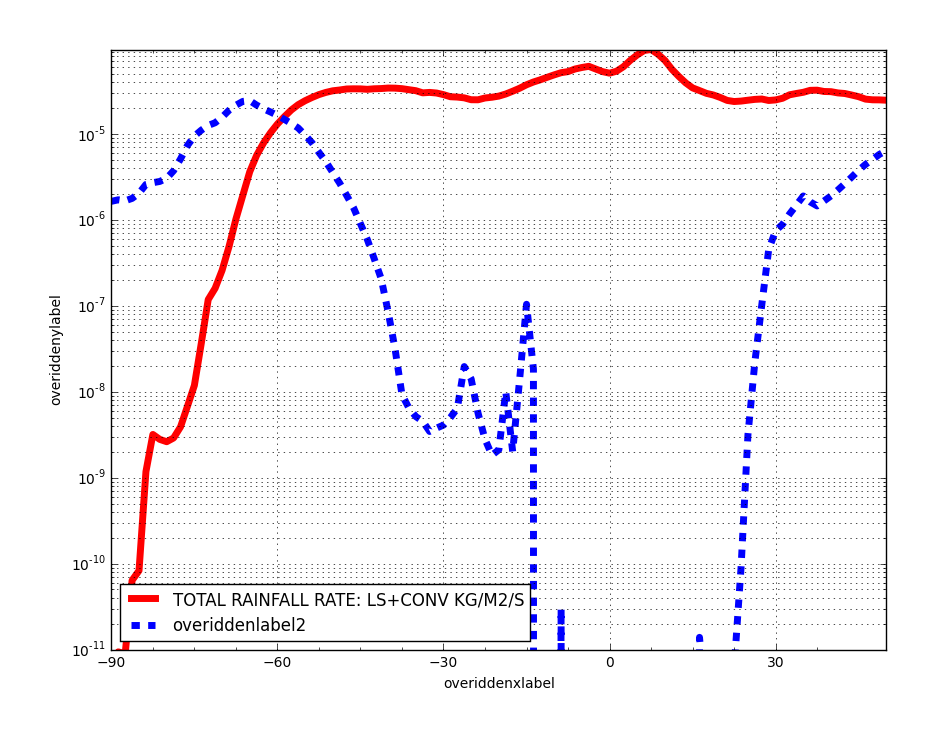 overiddenylabel
10^-5
10^-6
10^-7
10^-8
10^-9
10^-10
10^-11
TOTAL RAINFALL RATE: LS+CONV KG/M2/S
overiddenlabel2
−90 −60 −30 0 30
overiddenxlabel